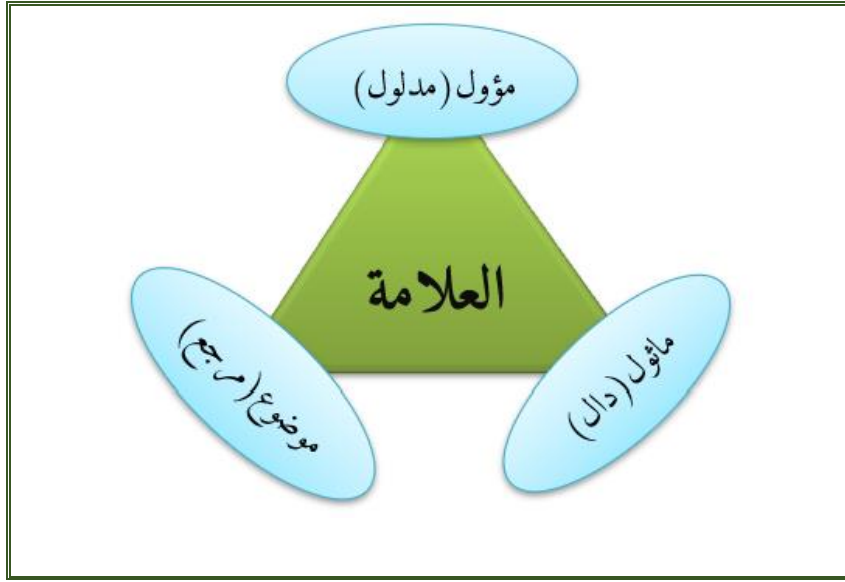 مؤول (مدلول)
العلامة
ماثول (دال)
موضوع (مرجع)